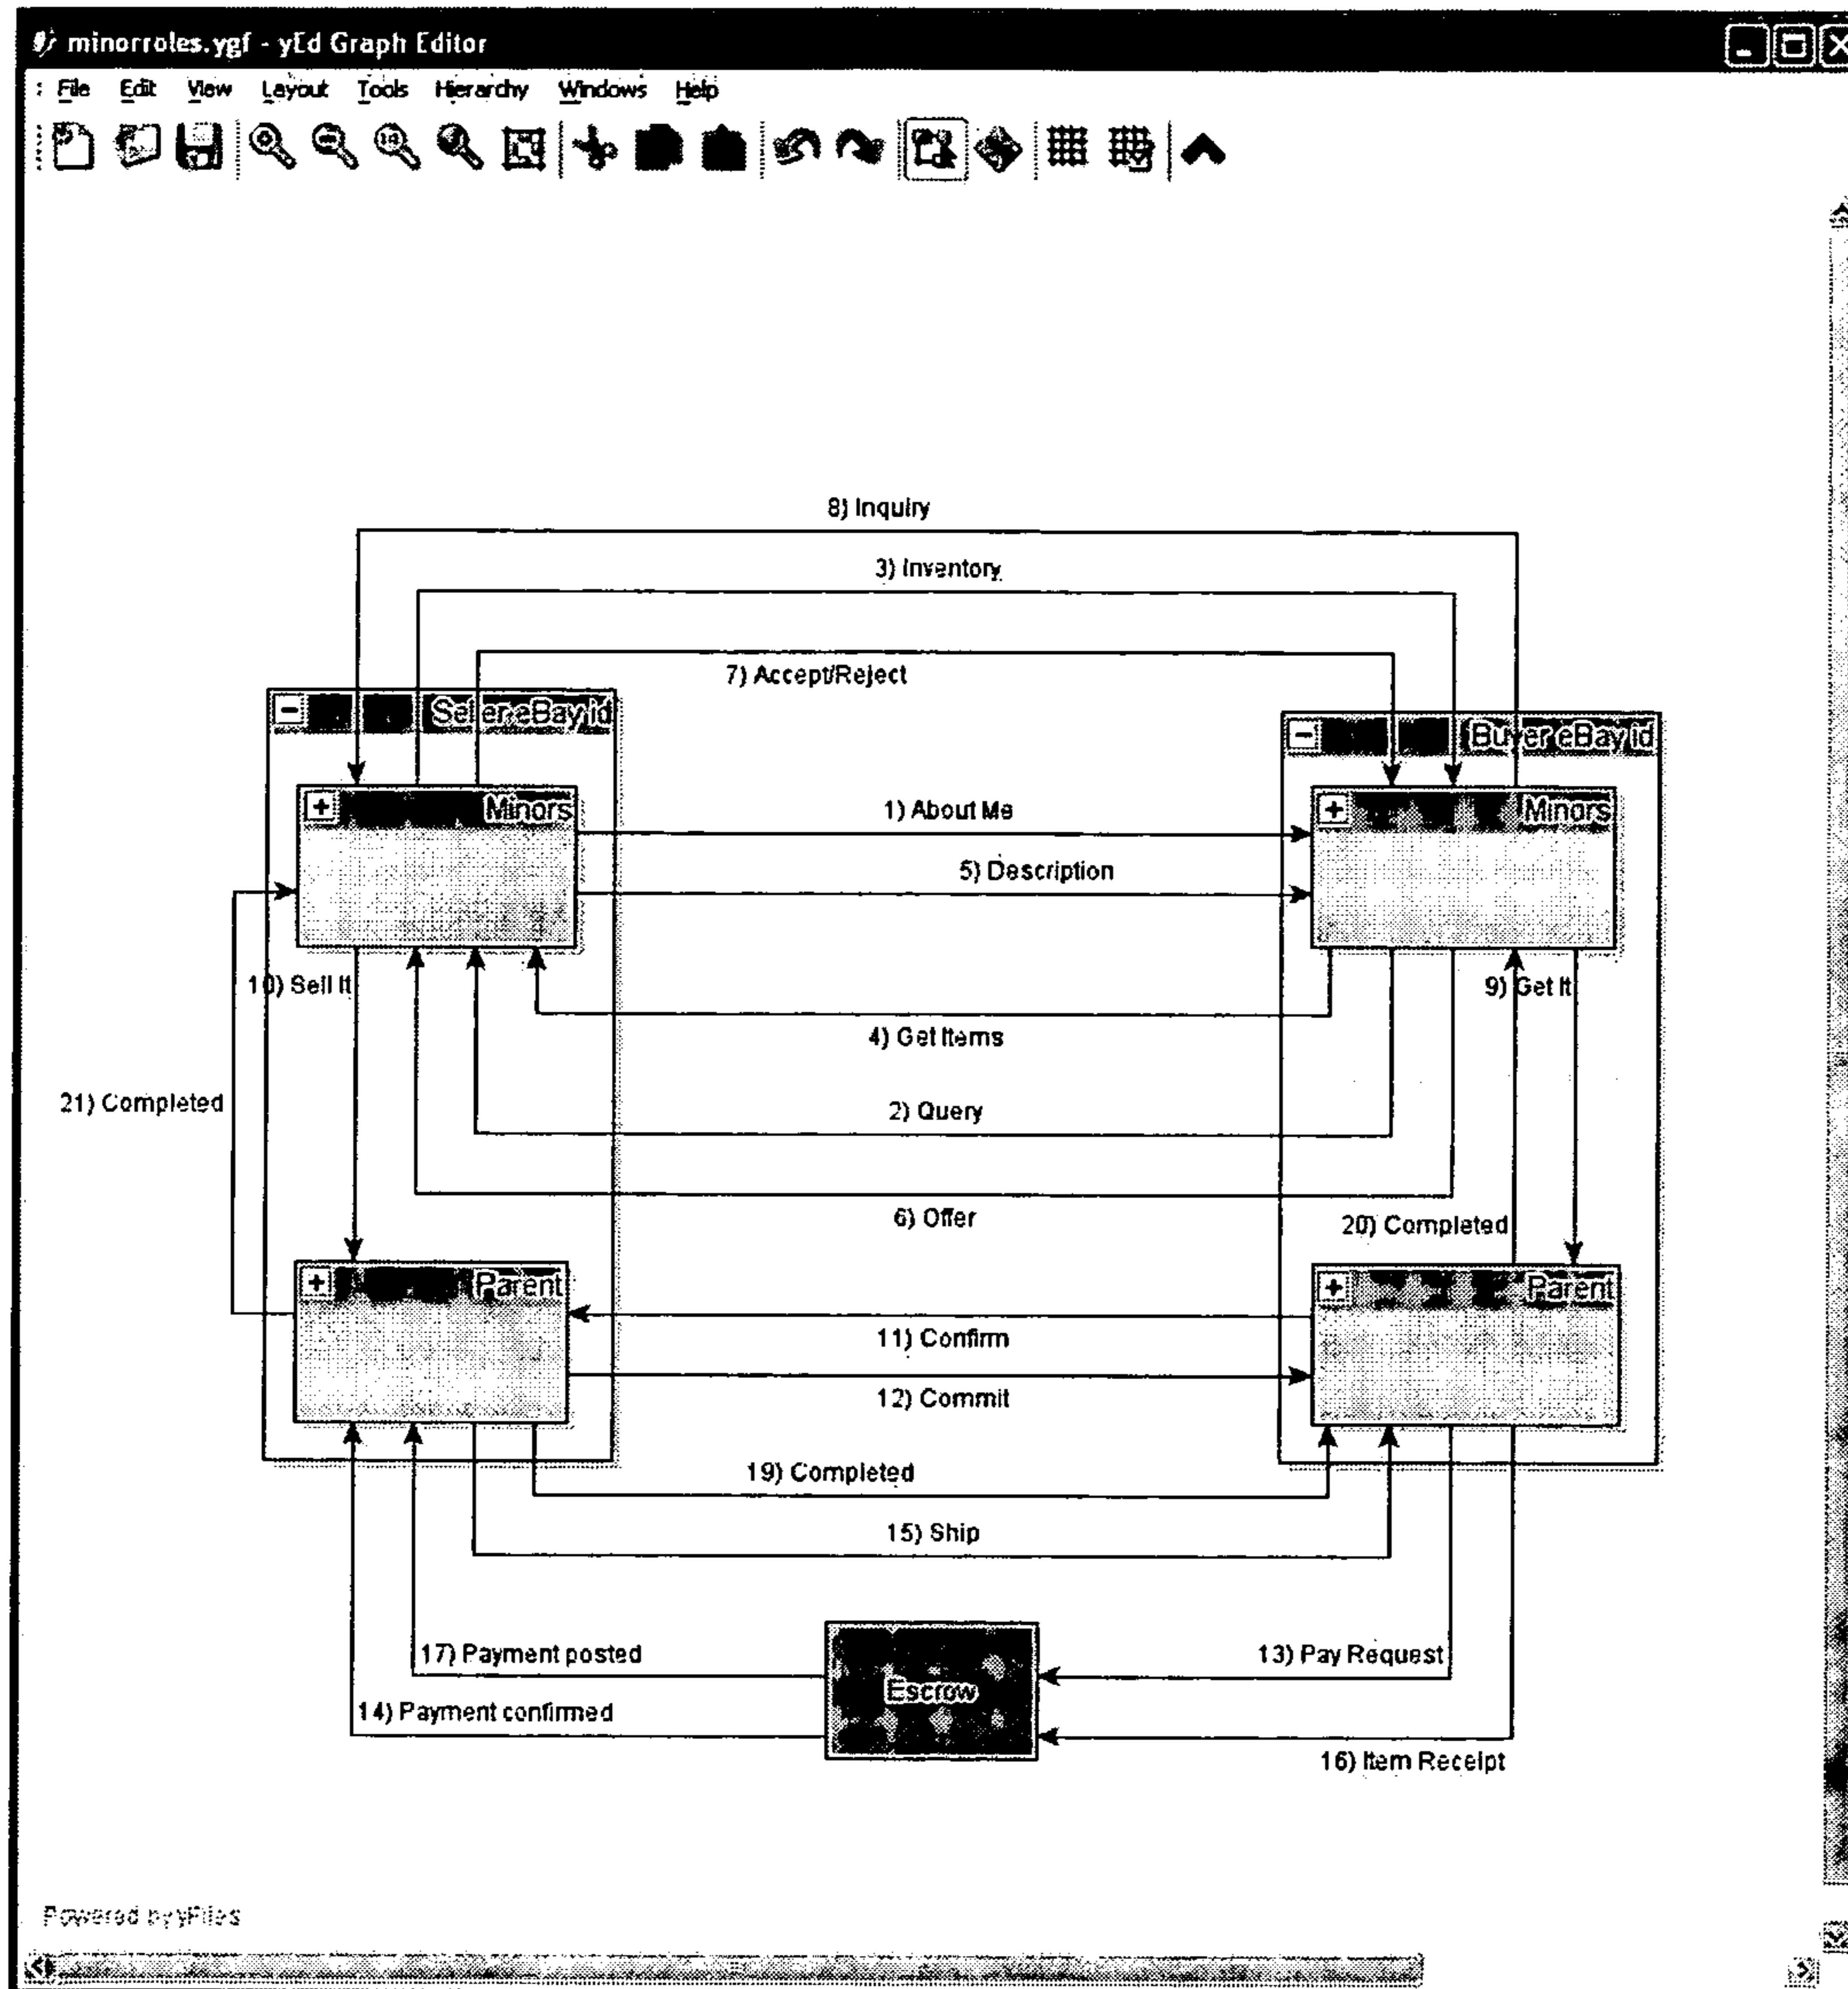 minorroles.ygf - yEd Graph Editor
File Edit View Layout Tools Hierarchy Windows Help
8) Inquiry
3) Inventory
7) Accept/Reject
Seller eBay id
Buyer eBay id
Minors
Minors
1) About Me
5) Description
10) Sell It
9) Get It
4) Get Items
21) Completed
2) Query
6) Offer
20) Completed
Parent
Parent
11) Confirm
12) Commit
19) Completed
15) Ship
17) Payment posted
13) Pay Request
Escrow
14) Payment confirmed
16) Item Receipt
Powered by yFiles